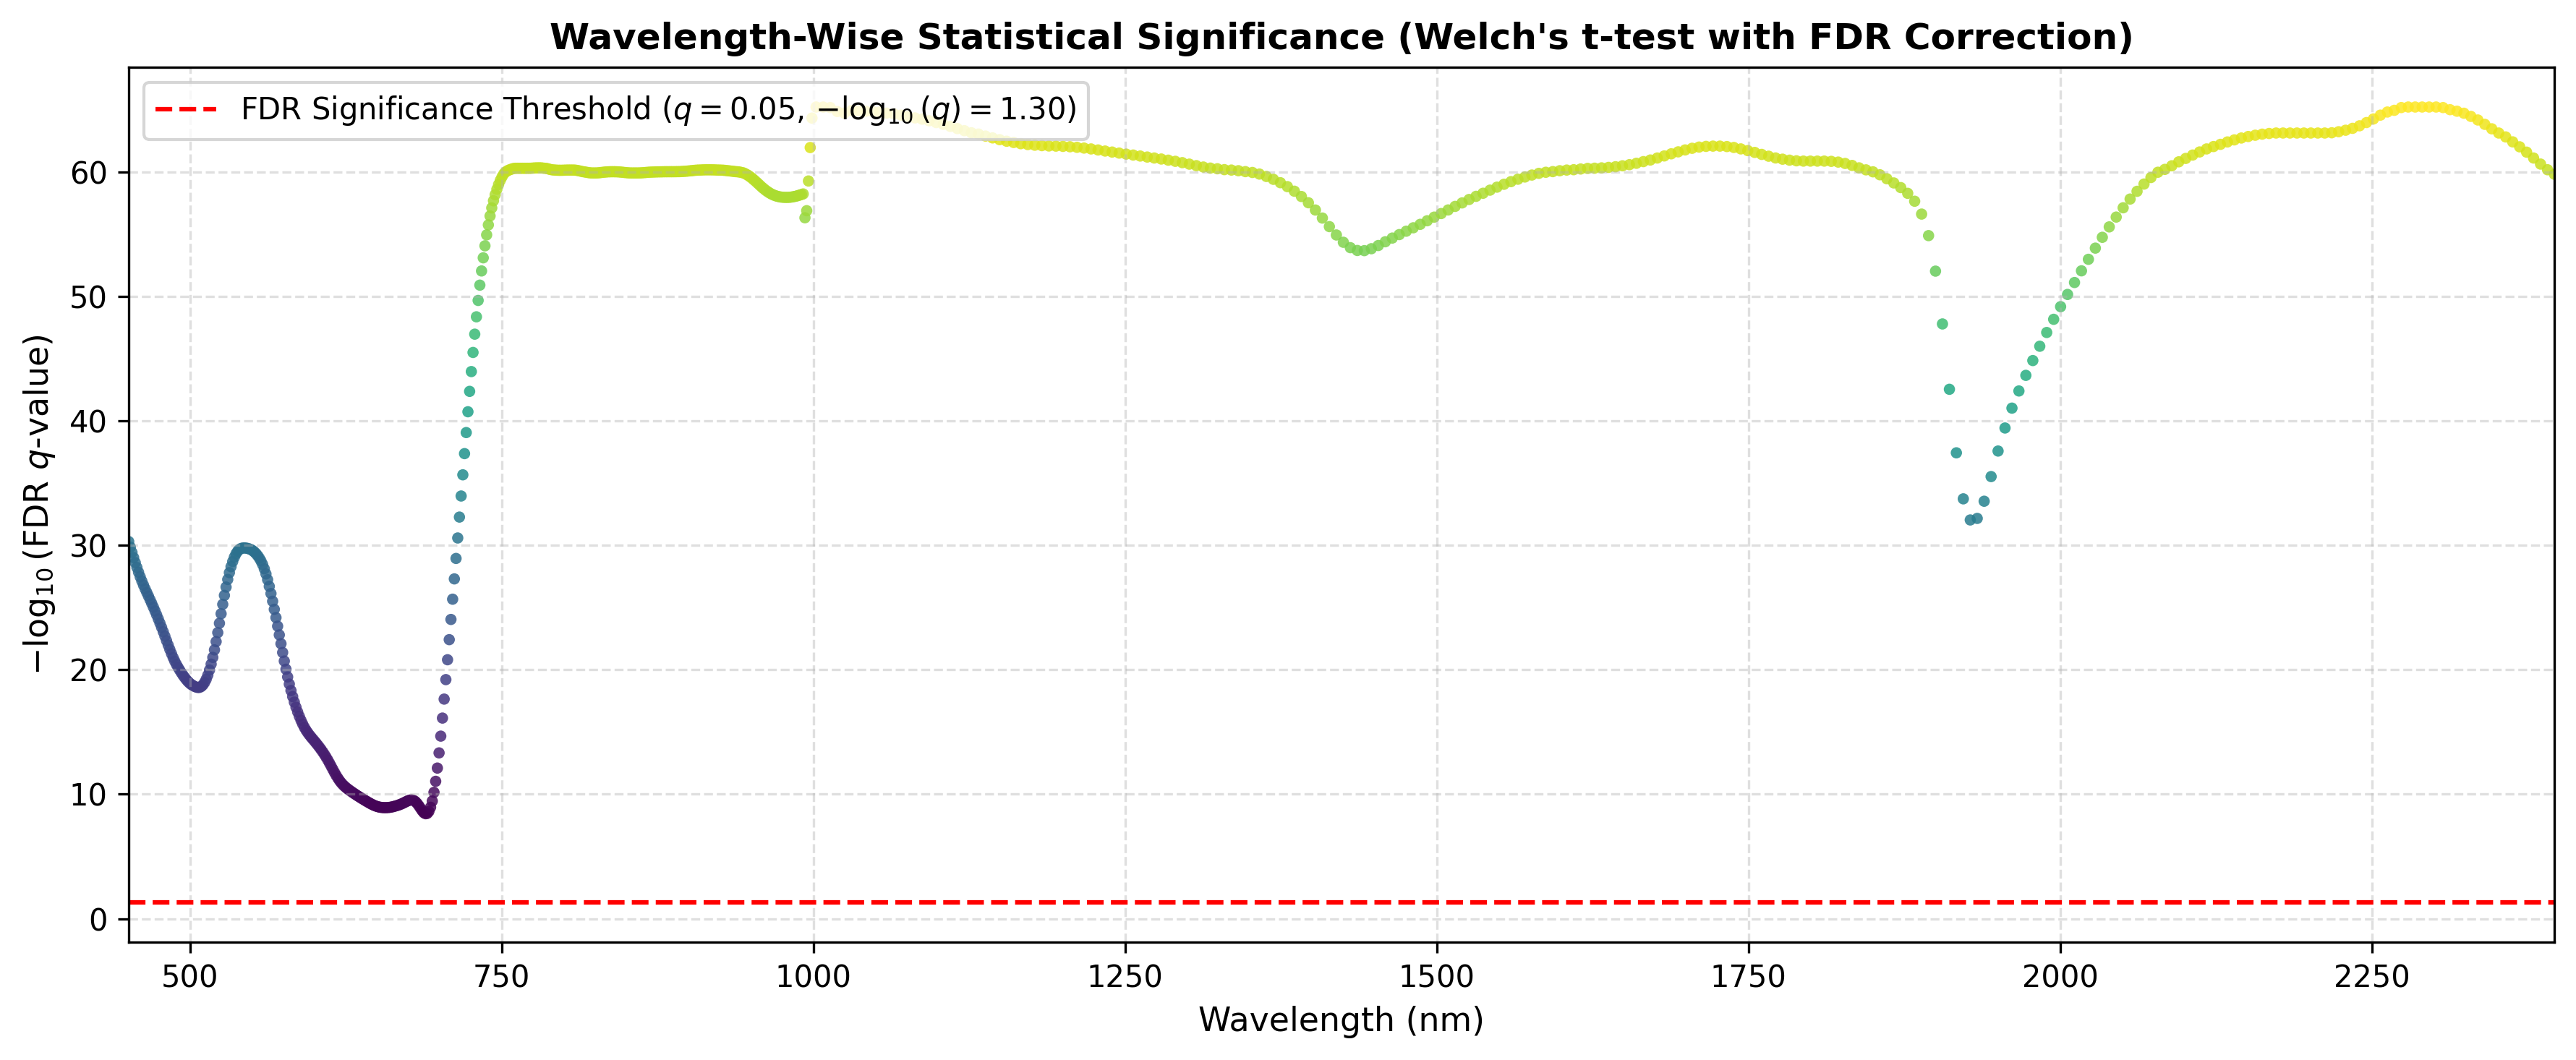 Wavelength-Wise Statistical Significance (Welch's t-test with FDR Correction)
FDR Significance Threshold (q = 0.05, −log₁₀ (q) = 1.30)
−log₁₀ (FDR q-value)
60
50
40
30
20
10
0
500 750 1000 1250 1500 1750 2000 2250
Wavelength (nm)